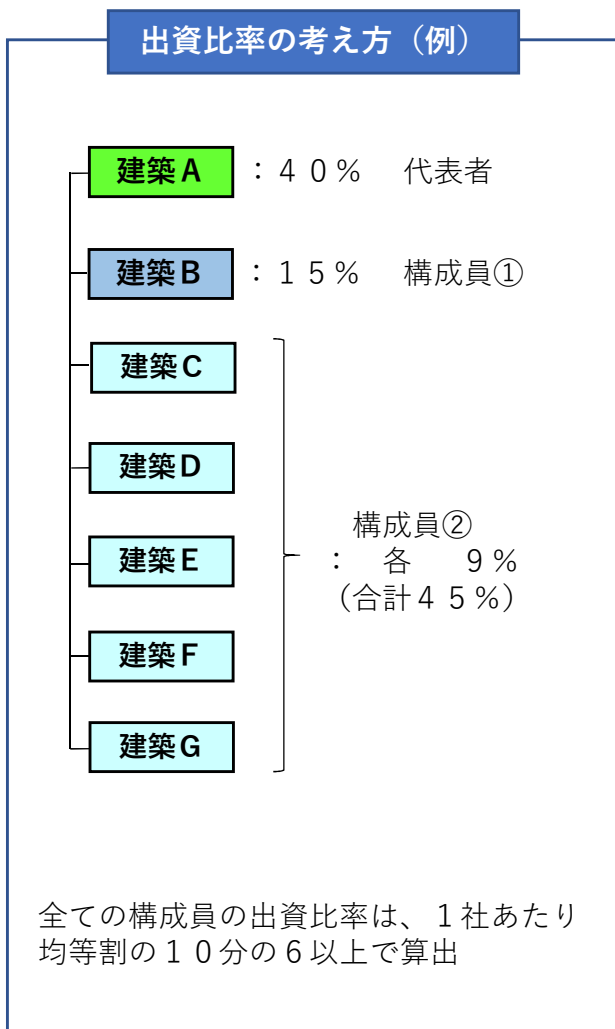 出資比率の考え方（例）
建築Ａ ：４０％ 代表者
建築Ｂ ：１５％ 構成員①
建築Ｃ
建築Ｄ
構成員②
建築Ｅ ： 各 ９％
（合計４５％）
建築Ｆ
建築Ｇ
全ての構成員の出資比率は、１社あたり
均等割の１０分の６以上で算出